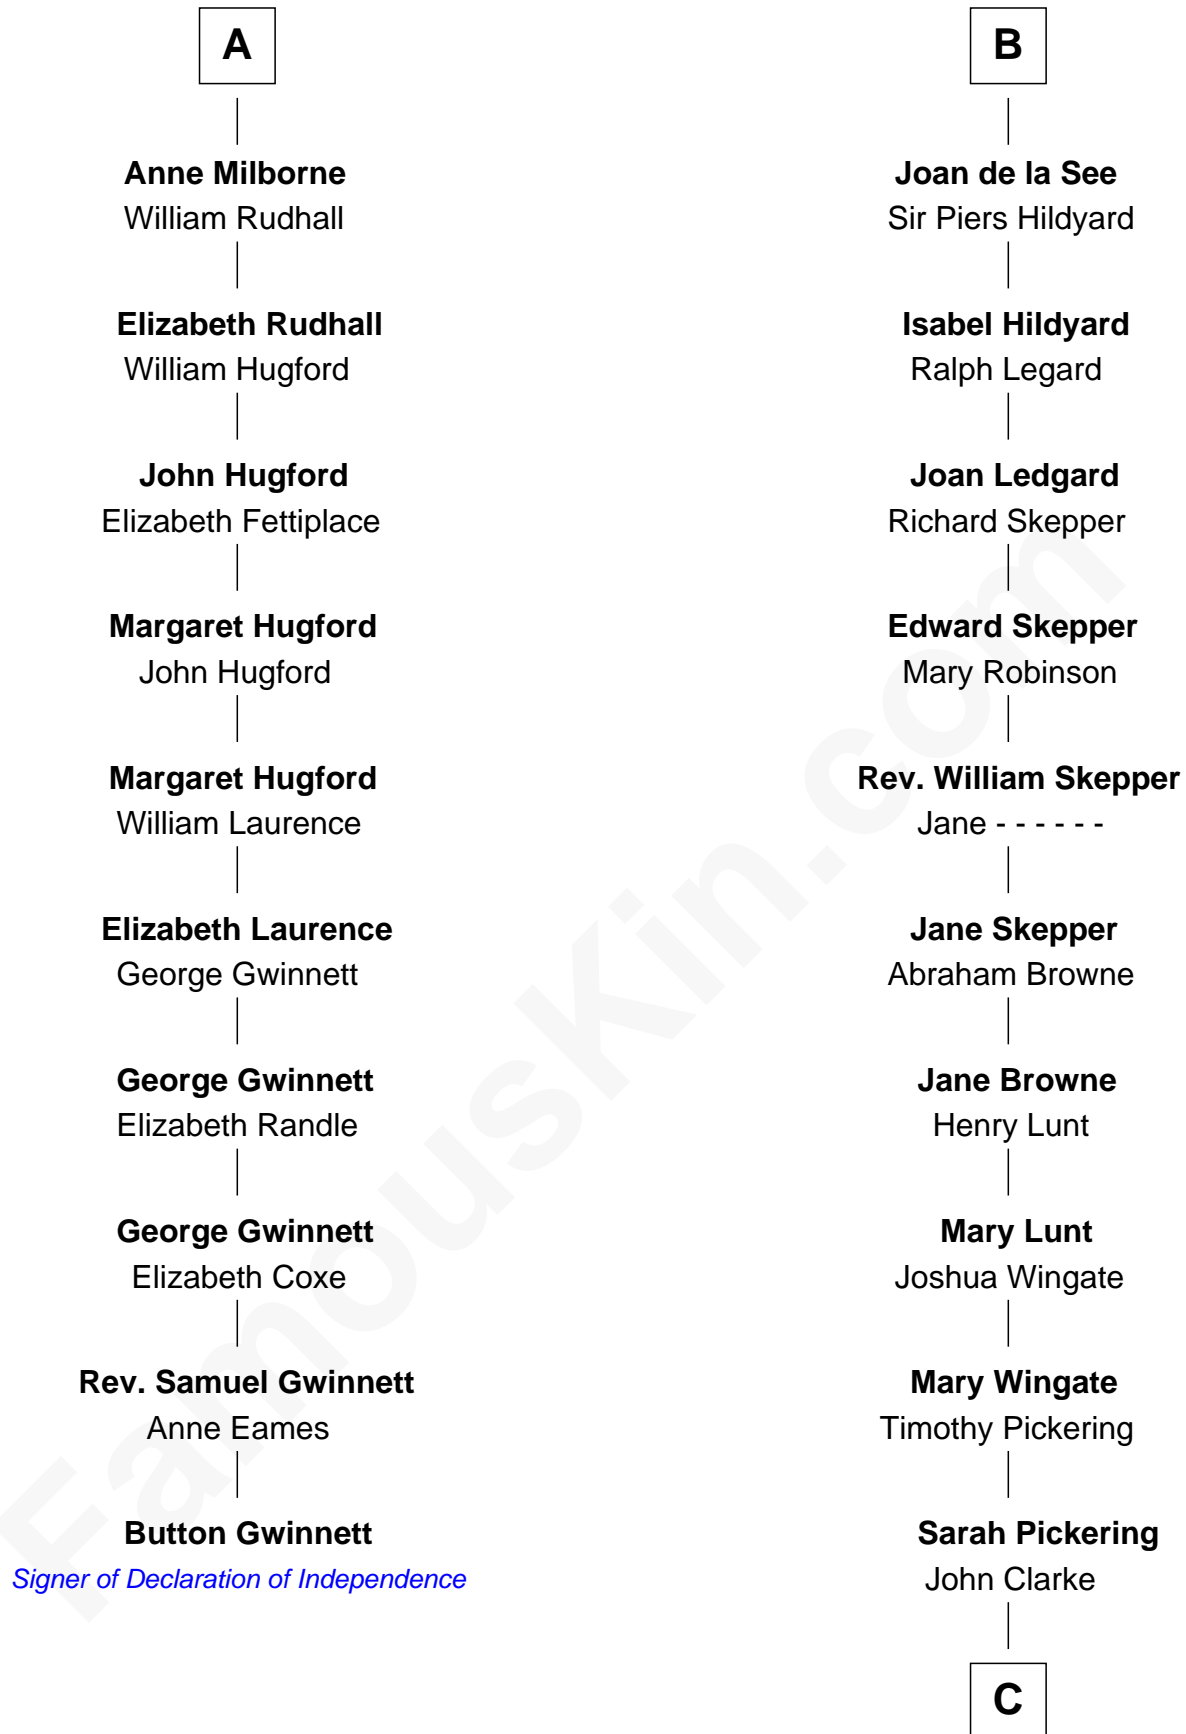 A
Anne Milborne
William Rudhall
Elizabeth Rudhall
William Hugford
John Hugford
Elizabeth Fettiplace
Margaret Hugford
John Hugford
Margaret Hugford
William Laurence
Elizabeth Laurence
George Gwinnett
George Gwinnett
Elizabeth Randle
George Gwinnett
Elizabeth Coxe
Rev. Samuel Gwinnett
Anne Eames
Button Gwinnett
Signer of Declaration of Independence
B
Joan de la See
Sir Piers Hildyard
Isabel Hildyard
Ralph Legard
Joan Ledgard
Richard Skepper
Edward Skepper
Mary Robinson
Rev. William Skepper
Jane - - - - - -
Jane Skepper
Abraham Browne
Jane Browne
Henry Lunt
Mary Lunt
Joshua Wingate
Mary Wingate
Timothy Pickering
Sarah Pickering
John Clarke
C
FamousKin.com